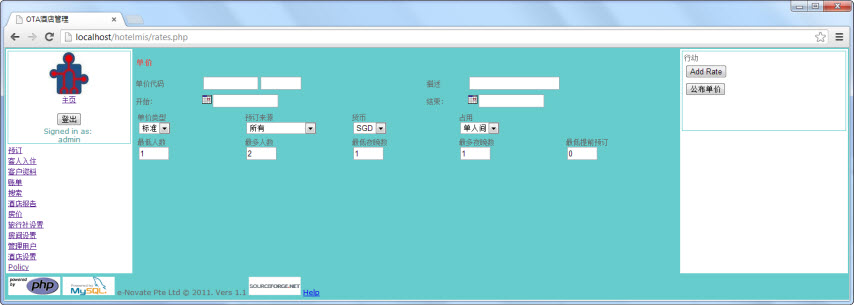 OTA酒店管理
localhost/hotelmis/rates.php
主页
登出
Signed in as:
admin
预订
客人入住
客户资料
账单
搜索
酒店报告
房价
旅行社设置
房间设置
管理用户
酒店设置
Policy
单价
单价代码 描述
开始: 结束:
单价类型 预订来源 货币 占用
标准 所有 SGD 单人间
最低人数 最多人数 最低夜晚数 最多夜晚数 最低提前预订
1 2 1 1 0
行动
Add Rate
公布单价
powered by php
Powered by MySQL
e-Novate Pte Ltd © 2011. Vers 1.1
SOURCEFORGE.NET
Help